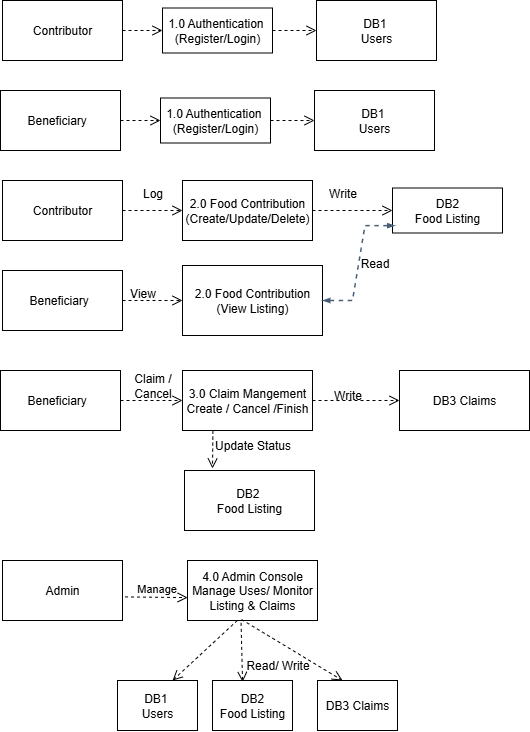 Contributor
1.0 Authentication
(Register/Login)
DB1
Users
Beneficiary
1.0 Authentication
(Register/Login)
DB1
Users
Contributor
Log
2.0 Food Contribution
(Create/Update/Delete)
Write
DB2
Food Listing
Read
Beneficiary
View
2.0 Food Contribution
(View Listing)
Beneficiary
Claim /
Cancel
3.0 Claim Mangement
Create / Cancel /Finish
Write
DB3 Claims
Update Status
DB2
Food Listing
Admin
Manage
4.0 Admin Console
Manage Uses/ Monitor
Listing & Claims
Read/ Write
DB1
Users
DB2
Food Listing
DB3 Claims